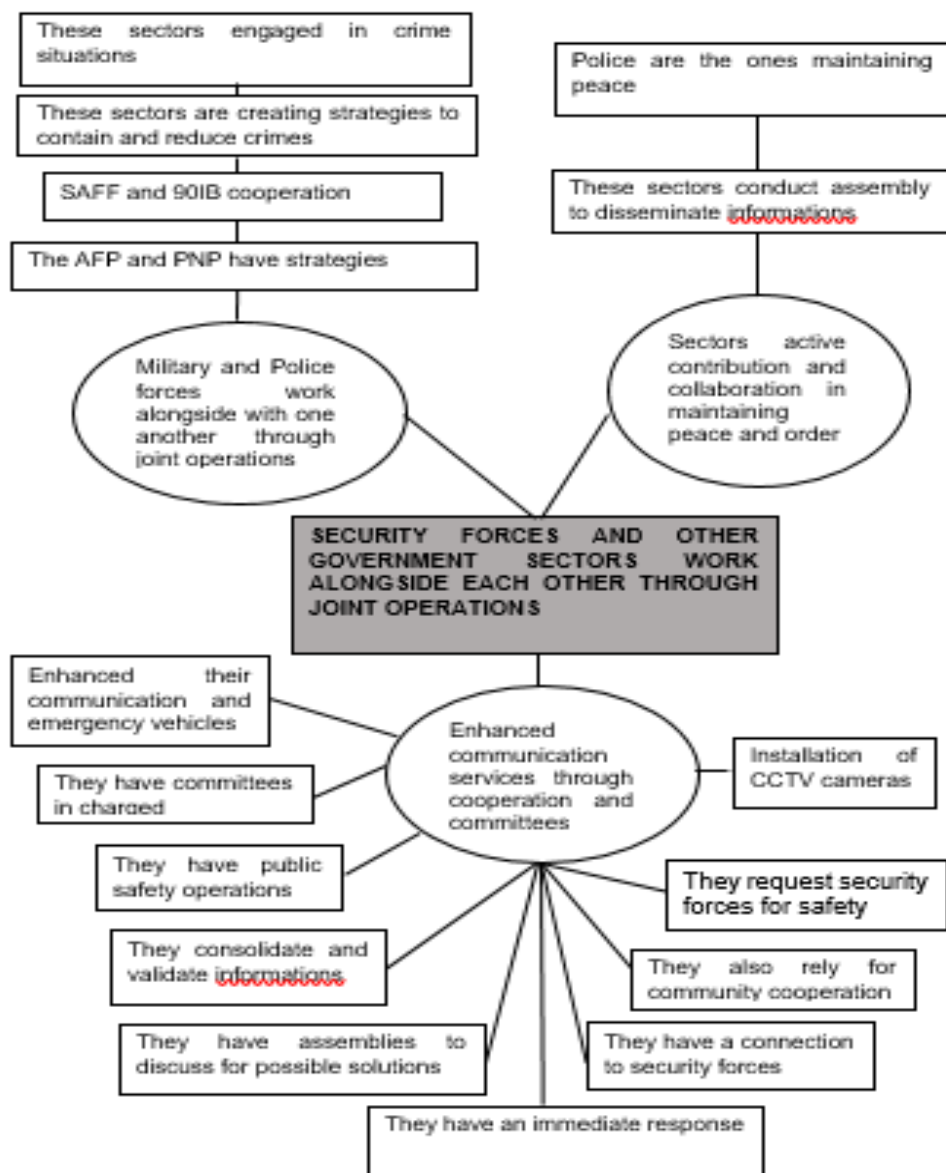 These sectors engaged in crime
situations
Police are the ones maintaining
peace
These sectors are creating strategies to
contain and reduce crimes
SAFF and 90IB cooperation
These sectors conduct assembly
to disseminate informations
The AFP and PNP have strategies
Military and Police
forces work
alongside with one
another through
joint operations
Sectors active
contribution and
collaboration in
maintaining
peace and order
SECURITY FORCES AND OTHER
GOVERNMENT SECTORS WORK
ALONGSIDE EACH OTHER THROUGH
JOINT OPERATIONS
Enhanced their
communication and
emergency vehicles
Enhanced
communication
services through
cooperation and
committees
Installation of
CCTV cameras
They have committees
in charged
They have public
safety operations
They request security
forces for safety
They consolidate and
validate informations
They also rely for
community cooperation
They have assemblies to
discuss for possible solutions
They have a connection
to security forces
They have an immediate response